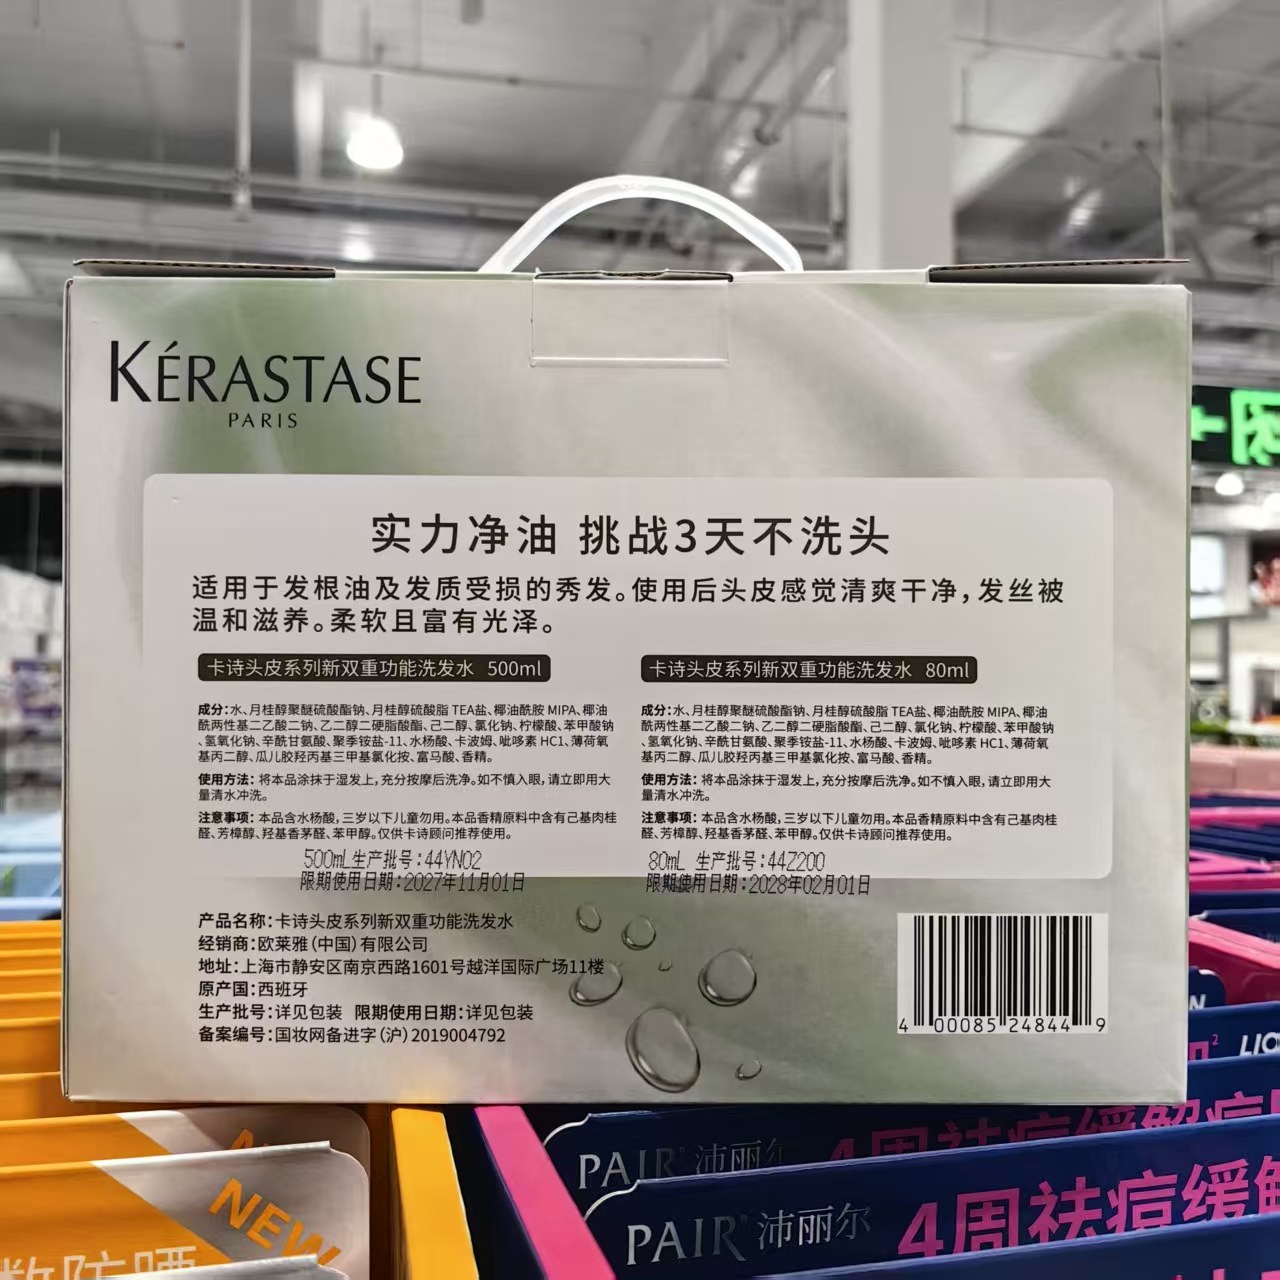 KÉRASTASE
PARIS
实力净油 挑战3天不洗头
适用于发根油及发质受损的秀发。使用后头皮感觉清爽干净,发丝被
温和滋养。柔软且富有光泽。
卡诗头皮系列新双重功能洗发水 500ml
成分:水、月桂醇聚醚硫酸酯钠、月桂醇硫酸脂 TEA盐、椰油酰胺 MIPA、椰油
酰两性基二乙酸二钠、乙二醇二硬脂酸酯、己二醇、氯化钠、柠檬酸、苯甲酸钠
、氢氧化钠、辛酰甘氨酸、聚季铵盐-11、水杨酸、卡波姆、吡哆素 HC1、薄荷氧
基丙二醇、瓜儿胶羟丙基三甲基氯化按、富马酸、香精。
使用方法: 将本品涂抹于湿发上,充分按摩后洗净。如不慎入眼,请立即用大
量清水冲洗。
注意事项: 本品含水杨酸,三岁以下儿童勿用。本品香精原料中含有己基肉桂
醛、芳樟醇、羟基香茅醛、苯甲醇。仅供卡诗顾问推荐使用。
500mL生产批号:44YN02
限期使用日期:2027年11月01日
卡诗头皮系列新双重功能洗发水 80ml
成分:水、月桂醇聚醚硫酸酯钠、月桂醇硫酸脂 TEA盐、椰油酰胺 MIPA、椰油
酰两性基二乙酸二钠、乙二醇二硬脂酸酯、己二醇、氯化钠、柠檬酸、苯甲酸钠
、氢氧化钠、辛酰甘氨酸、聚季铵盐-11、水杨酸、卡波姆、吡哆素 HC1、薄荷氧
基丙二醇、瓜儿胶羟丙基三甲基氯化按、富马酸、香精。
使用方法: 将本品涂抹于湿发上,充分按摩后洗净。如不慎入眼,请立即用大
量清水冲洗。
注意事项: 本品含水杨酸,三岁以下儿童勿用。本品香精原料中含有己基肉桂
醛、芳樟醇、羟基香茅醛、苯甲醇。仅供卡诗顾问推荐使用。
80mL 生产批号:44Z200
限期使用日期:2028年02月01日
产品名称:卡诗头皮系列新双重功能洗发水
经销商:欧莱雅(中国)有限公司
地址:上海市静安区南京西路1601号越洋国际广场11楼
原产国:西班牙
生产批号:详见包装 限期使用日期:详见包装
备案编号:国妆网备进字(沪)2019004792
4 00085 24844 9
PAIR 沛丽尔 4周祛痘缓解痘
PAIR 沛丽尔 4周祛痘缓解
NEW
防晒